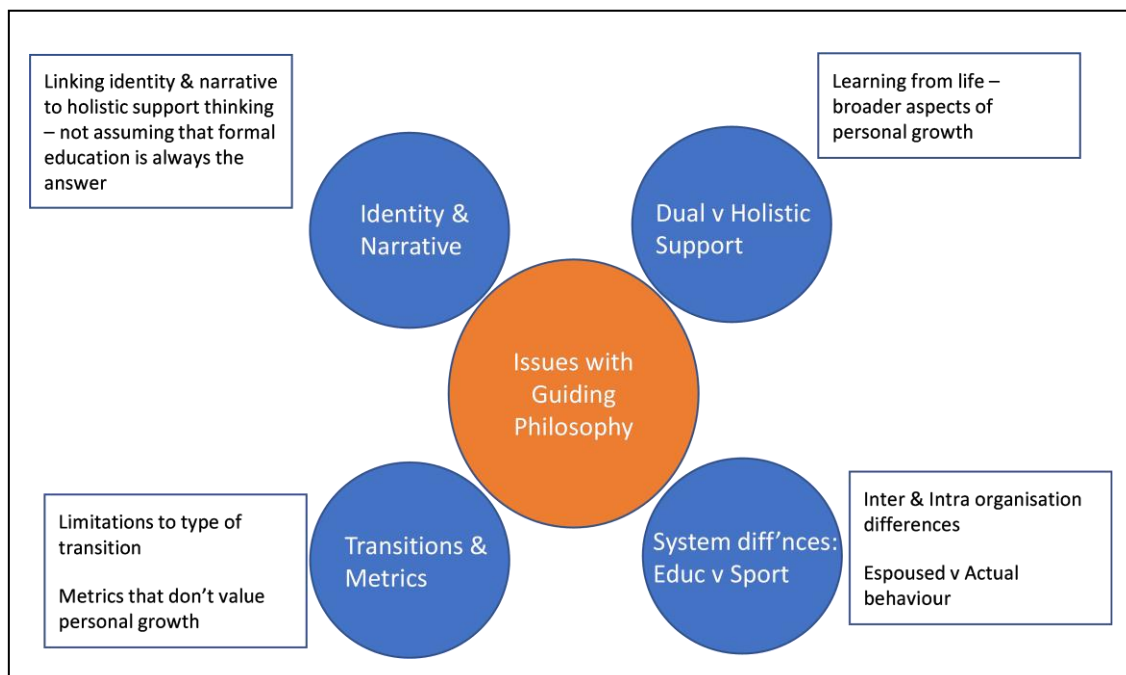 Linking identity & narrative
to holistic support thinking
– not assuming that formal
education is always the
answer
Identity &
Narrative
Dual v Holistic
Support
Learning from life –
broader aspects of
personal growth
Issues with
Guiding
Philosophy
Limitations to type of
transition
Metrics that don’t value
personal growth
Transitions &
Metrics
System diff’nces:
Educ v Sport
Inter & Intra organisation
differences
Espoused v Actual
behaviour